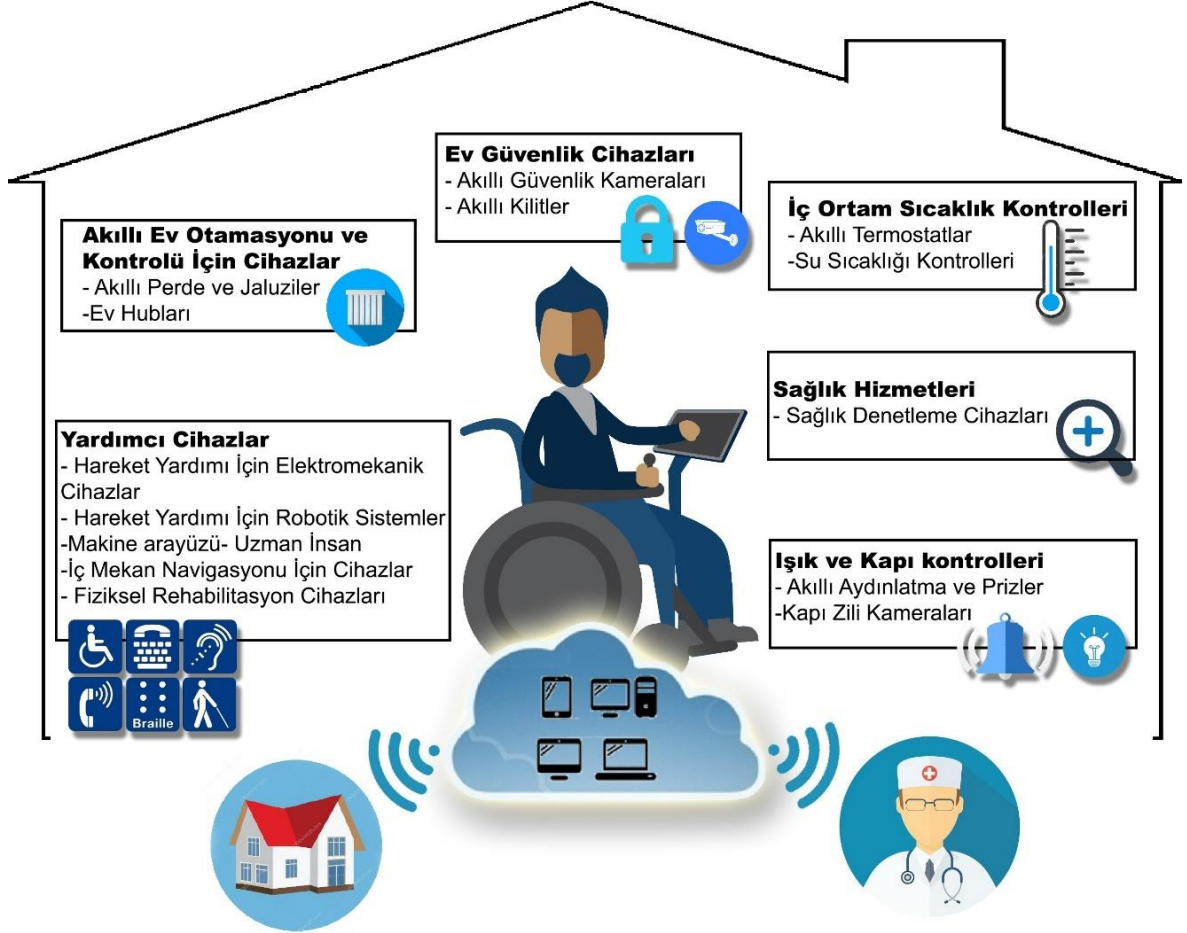 Ev Güvenlik Cihazları
- Akıllı Güvenlik Kameraları
- Akıllı Kilitler
Akıllı Ev Otamasyonu ve
Kontrolü İçin Cihazlar
- Akıllı Perde ve Jaluziler
-Ev Hubları
İç Ortam Sıcaklık Kontrolleri
- Akıllı Termostatlar
-Su Sıcaklığı Kontrolleri
Sağlık Hizmetleri
- Sağlık Denetleme Cihazları
Yardımcı Cihazlar
- Hareket Yardımı İçin Elektromekanik
Cihazlar
- Hareket Yardımı İçin Robotik Sistemler
-Makine arayüzü- Uzman İnsan
-İç Mekan Navigasyonu İçin Cihazlar
- Fiziksel Rehabilitasyon Cihazları
Işık ve Kapı kontrolleri
- Akıllı Aydınlatma ve Prizler
-Kapı Zili Kameraları
Braille